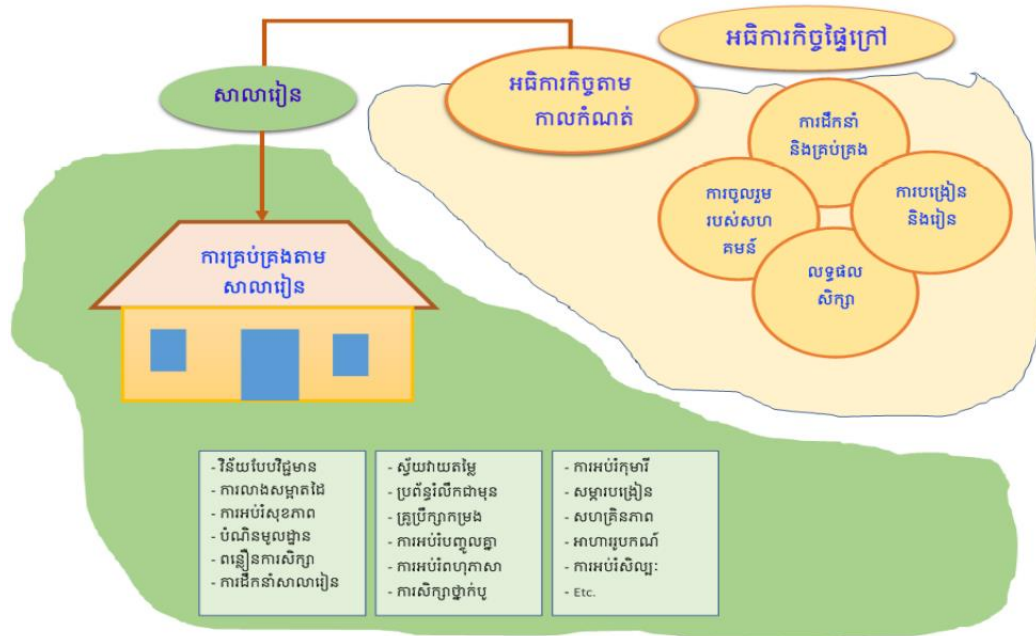 អធិការកិច្ចផ្ទៃក្រៅ
សាលារៀន
អធិការកិច្ចតាម
កាលកំណត់
ការដឹកនាំ
និងគ្រប់គ្រង
ការចូលរួម
របស់សហ
គមន៍
ការបង្រៀន
និងរៀន
លទ្ធផល
សិក្សា
ការគ្រប់គ្រងតាម
សាលារៀន
- វិន័យបែបវិជ្ជមាន
- ការលាងសម្អាតដៃ
- ការអប់រំសុខភាព
- បំណិនមូលដ្ឋាន
- ពន្លឿនការសិក្សា
- ការដឹកនាំសាលារៀន
- ស្វ័យវាយតម្លៃ
- ប្រព័ន្ធរំលឹកជាមុន
- គ្រូប្រឹក្សាកម្រង
- ការអប់រំបញ្ចូលគ្នា
- ការអប់រំពហុភាសា
- ការសិក្សាថ្នាក់បូ
- ការអប់រំកុមារី
- សម្ភារបង្រៀន
- សហគ្រិនភាព
- អាហារូបករណ៍
- ការអប់រំសិល្បៈ
- Etc.